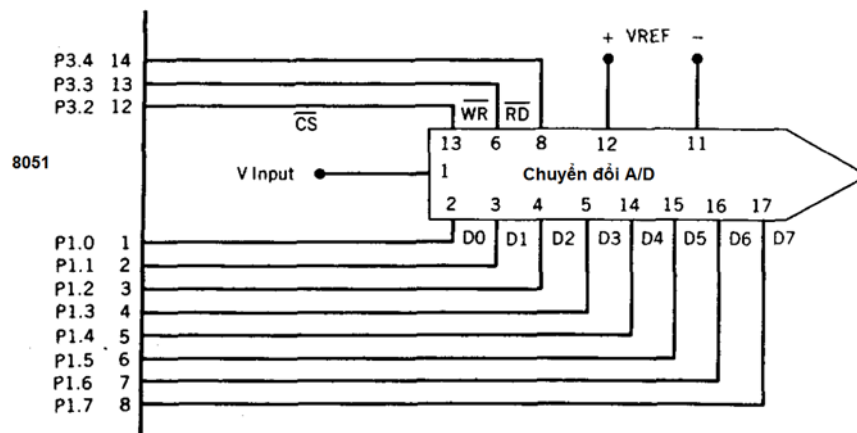 + VREF -
P3.4 14
P3.3 13
P3.2 12
CS WR RD
13 6 8 12 11
8051
V Input 1 Chuyển đổi A/D
2 3 4 5 14 15 16 17
P1.0 1 D0 D1 D2 D3 D4 D5 D6 D7
P1.1 2
P1.2 3
P1.3 4
P1.4 5
P1.5 6
P1.6 7
P1.7 8